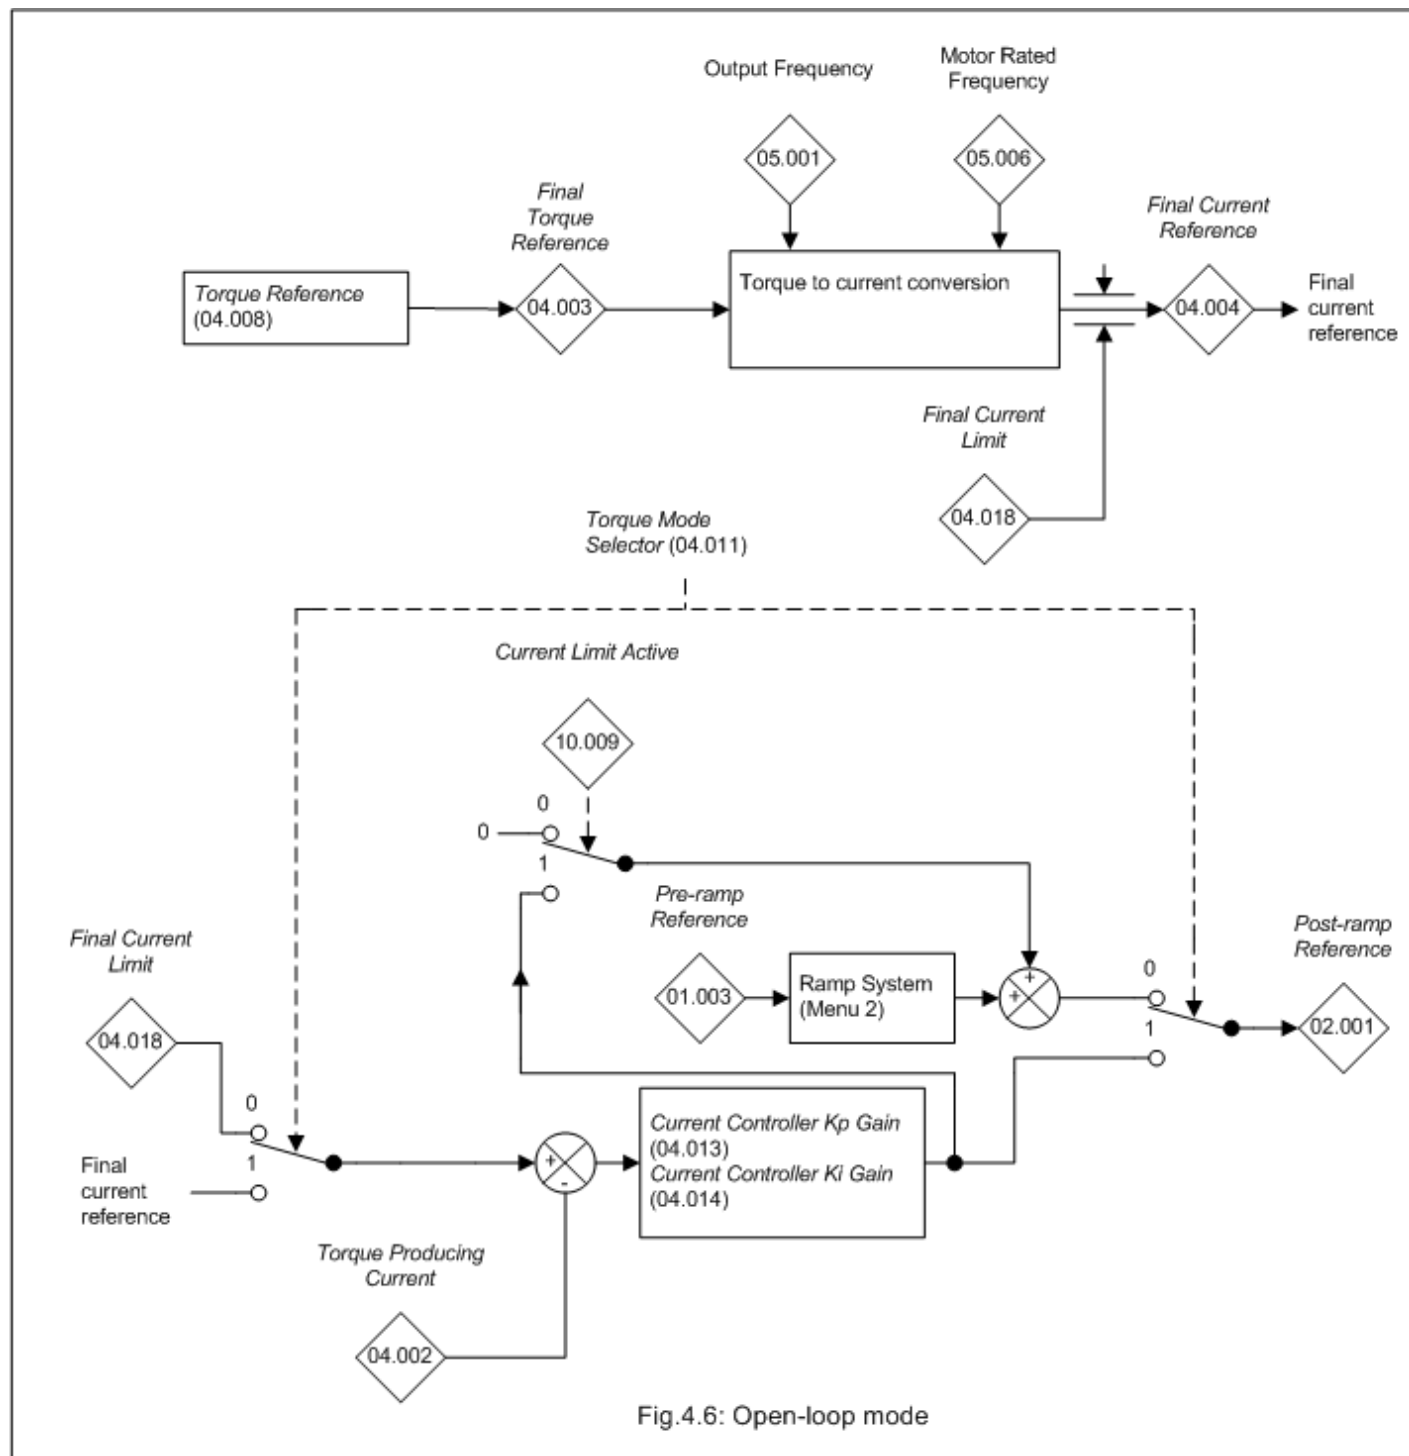 Output Frequency
Motor Rated
Frequency
05.001
05.006
Final
Torque
Reference
Final Current
Reference
Torque Reference
(04.008)
04.003
Torque to current conversion
04.004
Final
current
reference
Final Current
Limit
04.018
Torque Mode
Selector (04.011)
Current Limit Active
10.009
0
0
1
Pre-ramp
Reference
Final Current
Limit
Post-ramp
Reference
01.003
Ramp System
(Menu 2)
+
+
0
1
02.001
04.018
0
1
Final
current
reference
+
-
Current Controller Kp Gain
(04.013)
Current Controller Ki Gain
(04.014)
Torque Producing
Current
04.002
Fig.4.6: Open-loop mode